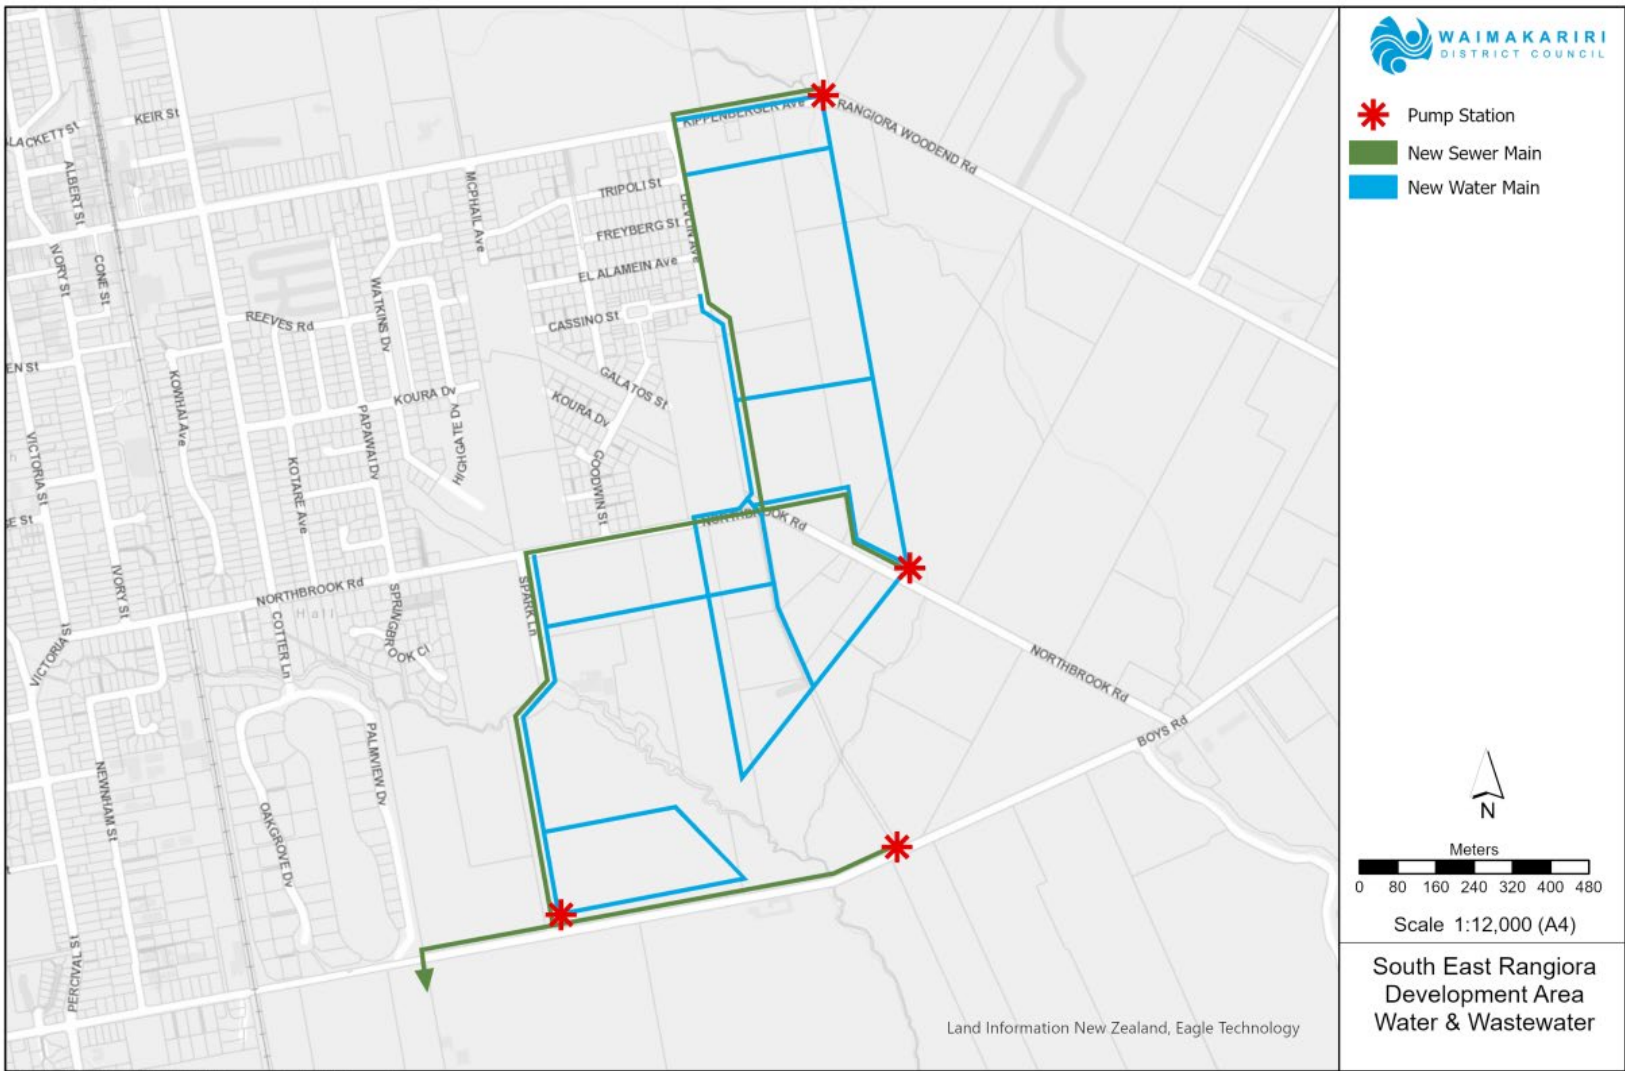 WAIMAKARIRI
DISTRICT COUNCIL
Pump Station
New Sewer Main
New Water Main
KEIR St
ALBERT St
IVORY St
CONE St
MCPHAIL Ave
TRIPOLI St
FREYBERG St
EL ALAMEIN Ave
CASSINO St
DEVLIN AVE
KIPPENBERGER Ave
RANGIORA WOODEND Rd
REEVES Rd
WATKINS Dv
KOWHAI Ave
KOURA Dv
HIGHGATE Dv
PAPAWAI Dv
KOTARE Ave
GALATOS St
KOURA Dv
GOODWIN St
VICTORIA St
IVORY St
NORTHBROOK Rd
NORTHBROOK Rd
Hall
COTTER Ln
SPRINGBROOK Cl
SPARK Ln
VICTORIA St
PALMVIEW Dv
OAKGROVE Dv
NEWNHAM St
PERCIVAL St
NORTHBROOK Rd
BOYS Rd
N
Meters
0 80 160 240 320 400 480
Scale 1:12,000 (A4)
South East Rangiora
Development Area
Water & Wastewater
Land Information New Zealand, Eagle Technology